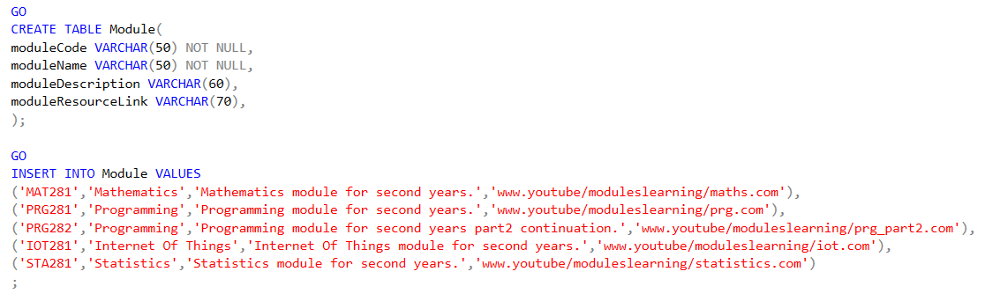 GO
CREATE TABLE Module(
moduleCode VARCHAR(50) NOT NULL,
moduleName VARCHAR(50) NOT NULL,
moduleDescription VARCHAR(60),
moduleResourceLink VARCHAR(70),
);
GO
INSERT INTO Module VALUES
('MAT281','Mathematics','Mathematics module for second years.','www.youtube/moduleslearning/maths.com'),
('PRG281','Programming','Programming module for second years.','www.youtube/moduleslearning/prg.com'),
('PRG282','Programming','Programming module for second years part2 continuation.','www.youtube/moduleslearning/prg_part2.com'),
('IOT281','Internet Of Things','Internet Of Things module for second years.','www.youtube/moduleslearning/iot.com'),
('STA281','Statistics','Statistics module for second years.','www.youtube/moduleslearning/statistics.com')
;